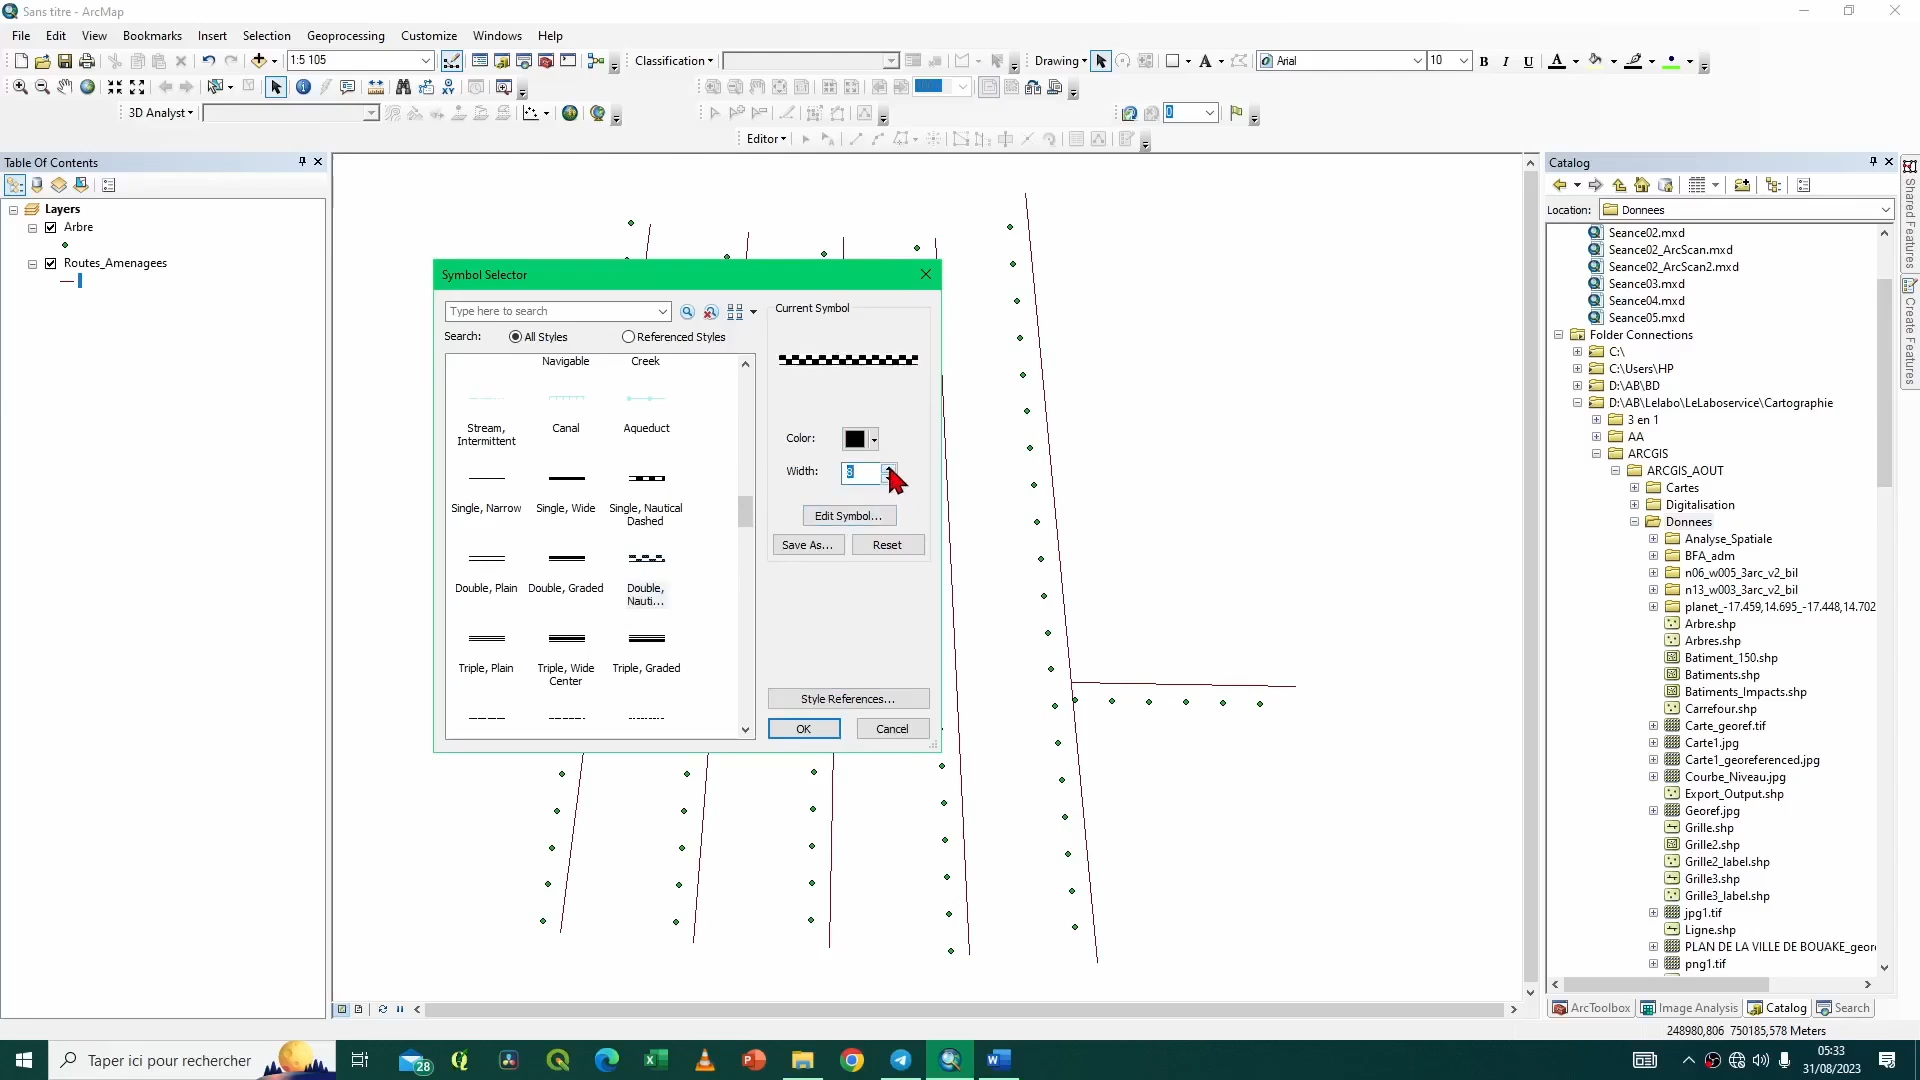 Sans titre - ArcMap
File Edit View Bookmarks Insert Selection Geoprocessing Customize Windows Help
1:5 105 Classification Drawing A Arial 10 B I U A
3D Analyst 0
Editor
Table Of Contents
Layers
Arbre
Routes_Amenagees
Symbol Selector
Type here to search
Search: All Styles Referenced Styles
Navigable Creek
Stream, Intermittent Canal Aqueduct
Single, Narrow Single, Wide Single, Nautical Dashed
Double, Plain Double, Graded Double, Nauti...
Triple, Plain Triple, Wide Center Triple, Graded
Current Symbol
Color:
Width: 8
Edit Symbol...
Save As... Reset
Style References...
OK Cancel
Catalog
Location: Donnees
Seance02.mxd
Seance02_ArcScan.mxd
Seance02_ArcScan2.mxd
Seance03.mxd
Seance04.mxd
Seance05.mxd
Folder Connections
C:\
C:\Users\HP
D:\AB\BD
D:\AB\Lelabo\LeLaboservice\Cartographie
3 en 1
AA
ARCGIS
ARCGIS_AOUT
Cartes
Digitalisation
Donnees
Analyse_Spatiale
BFA_adm
n06_w005_3arc_v2_bil
n13_w003_3arc_v2_bil
planet_-17.459,14.695_-17.448,14.702
Arbre.shp
Arbres.shp
Batiment_150.shp
Batiments.shp
Batiments_Impacts.shp
Carrefour.shp
Carte_georef.tif
Carte1.jpg
Carte1_georeferenced.jpg
Courbe_Niveau.jpg
Export_Output.shp
Georef.jpg
Grille.shp
Grille2.shp
Grille2_label.shp
Grille3.shp
Grille3_label.shp
jpg1.tif
Ligne.shp
PLAN DE LA VILLE DE BOUAKE_geor
png1.tif
ArcToolbox Image Analysis Catalog Search
Shared Features
Create Features
248980,806 750185,578 Meters
Taper ici pour rechercher
28
05:33
31/08/2023